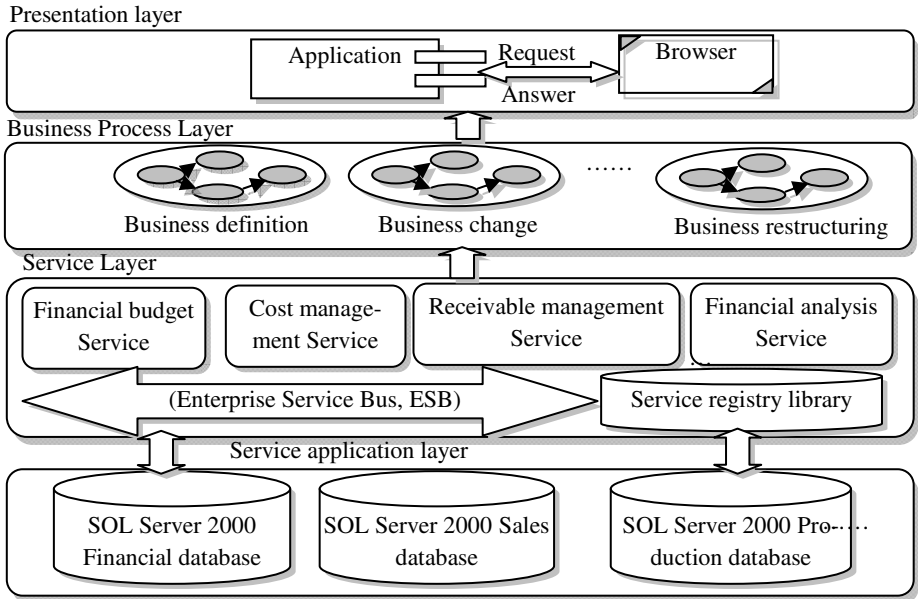 Presentation layer
Application
Request
Answer
Browser
Business Process Layer
......
Business definition
Business change
Business restructuring
Service Layer
Financial budget
Service
Cost manage-
ment Service
Receivable management
Service
Financial analysis
Service
...
(Enterprise Service Bus, ESB)
Service registry library
Service application layer
SOL Server 2000
Financial database
SOL Server 2000 Sales
database
SOL Server 2000 Pro-
duction database
......